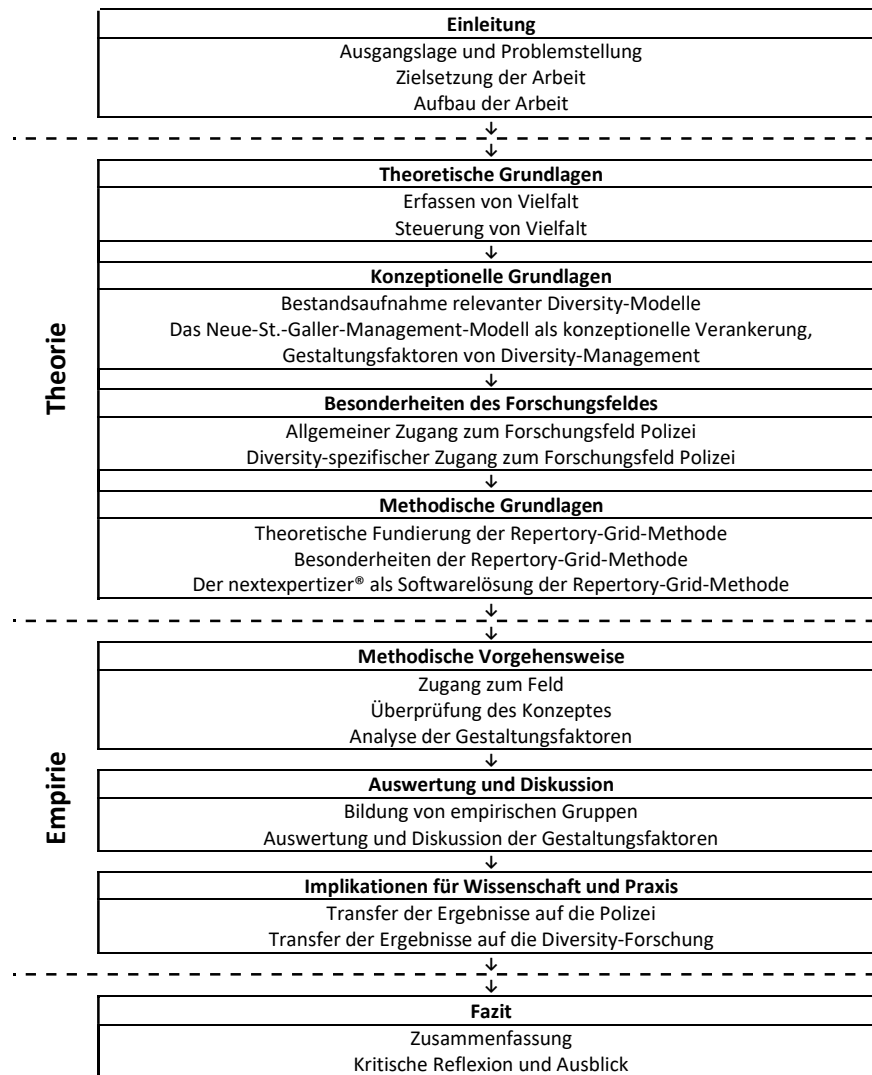 Einleitung
Ausgangslage und Problemstellung
Zielsetzung der Arbeit
Aufbau der Arbeit
↓
↓
Theorie
Theoretische Grundlagen
Erfassen von Vielfalt
Steuerung von Vielfalt
↓
Konzeptionelle Grundlagen
Bestandsaufnahme relevanter Diversity-Modelle
Das Neue-St.-Galler-Management-Modell als konzeptionelle Verankerung,
Gestaltungsfaktoren von Diversity-Management
↓
Besonderheiten des Forschungsfeldes
Allgemeiner Zugang zum Forschungsfeld Polizei
Diversity-spezifischer Zugang zum Forschungsfeld Polizei
↓
Methodische Grundlagen
Theoretische Fundierung der Repertory-Grid-Methode
Besonderheiten der Repertory-Grid-Methode
Der nextexpertizer® als Softwarelösung der Repertory-Grid-Methode
↓
↓
Empirie
Methodische Vorgehensweise
Zugang zum Feld
Überprüfung des Konzeptes
Analyse der Gestaltungsfaktoren
↓
Auswertung und Diskussion
Bildung von empirischen Gruppen
Auswertung und Diskussion der Gestaltungsfaktoren
↓
Implikationen für Wissenschaft und Praxis
Transfer der Ergebnisse auf die Polizei
Transfer der Ergebnisse auf die Diversity-Forschung
↓
↓
Fazit
Zusammenfassung
Kritische Reflexion und Ausblick